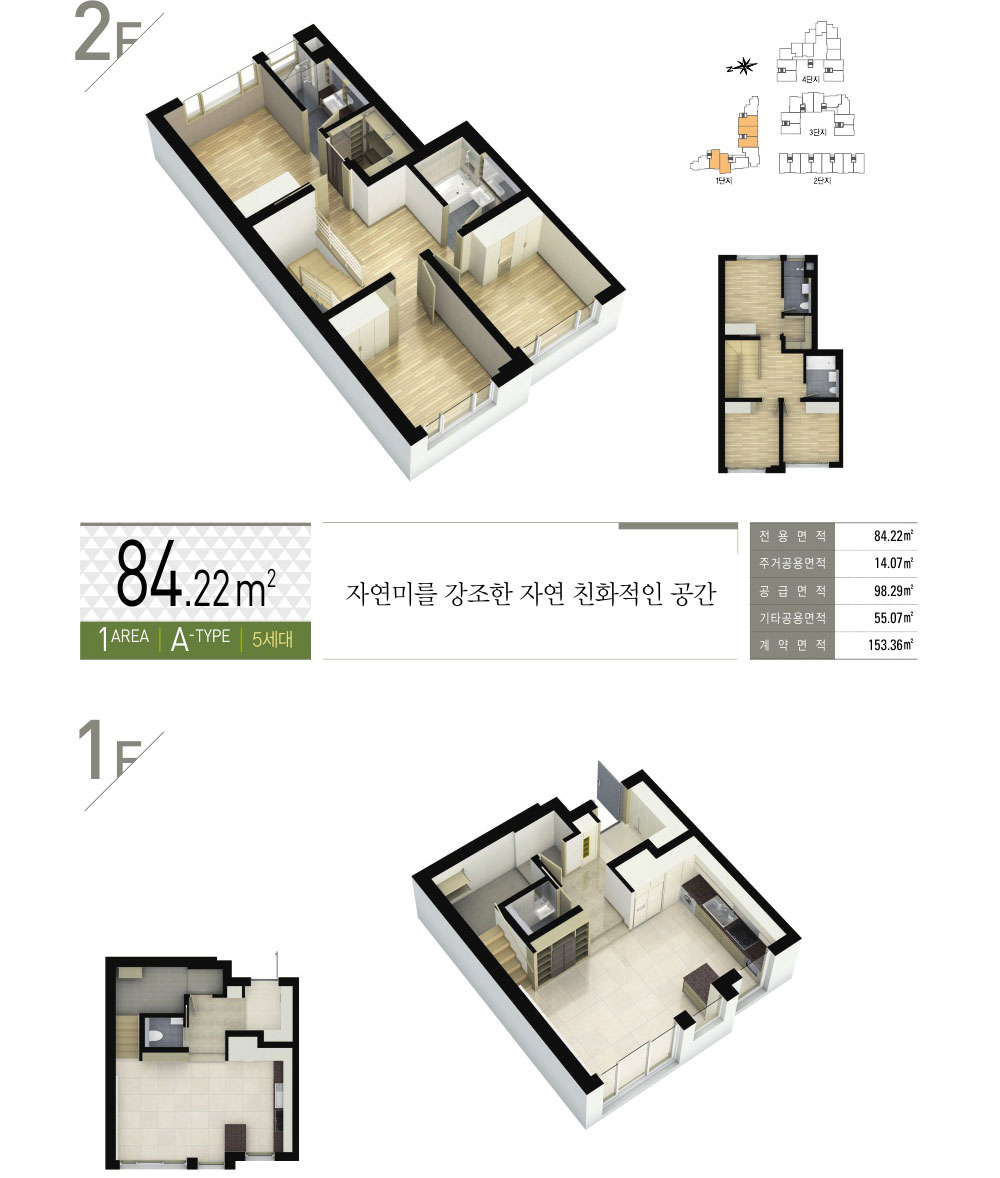 2F
N
4단지
3단지
1단지
2단지
84.22m²
1 AREA | A-TYPE | 5세대
자연미를 강조한 자연 친화적인 공간
전용면적 84.22㎡
주거공용면적 14.07㎡
공급면적 98.29㎡
기타공용면적 55.07㎡
계약면적 153.36㎡
1F